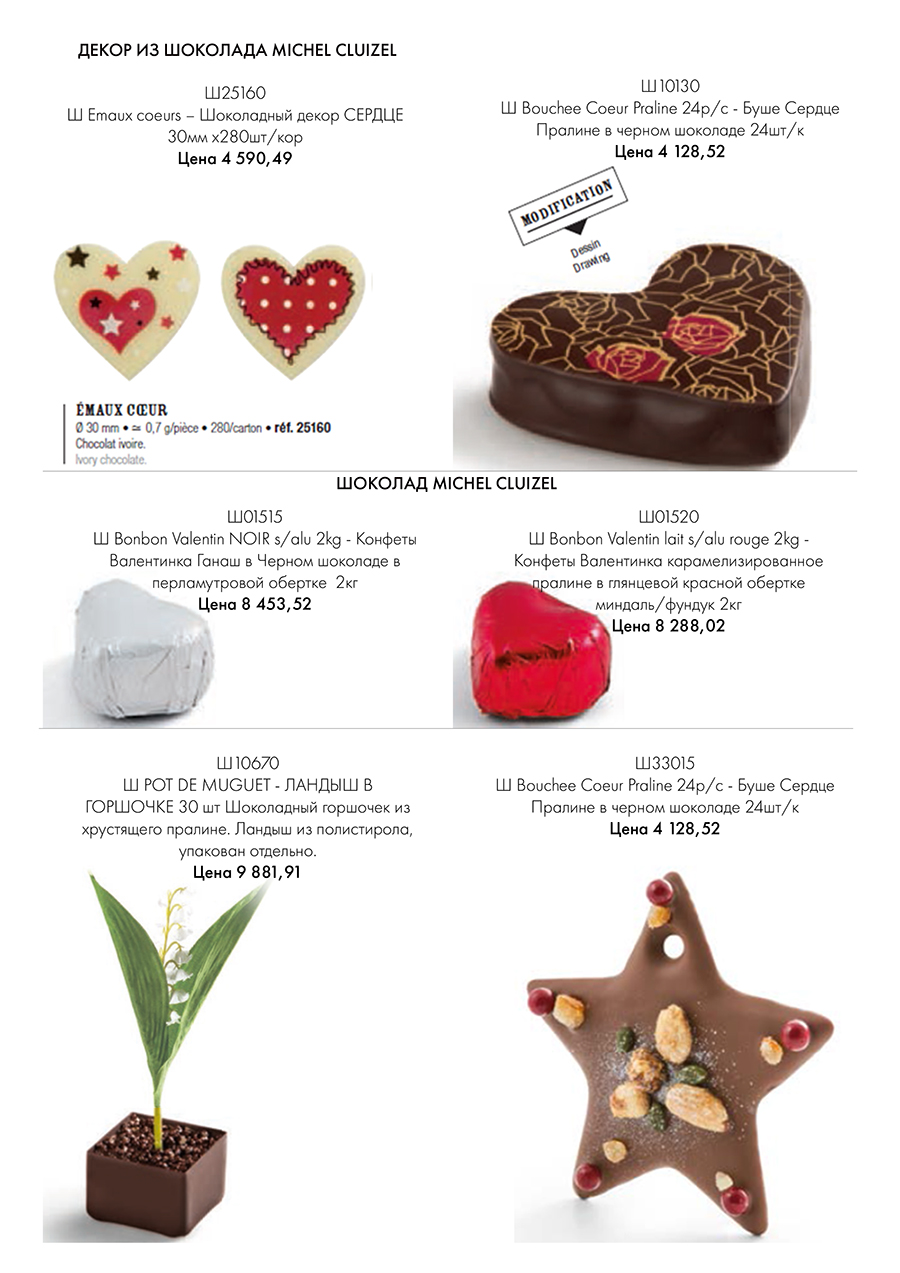 ДЕКОР ИЗ ШОКОЛАДА MICHEL CLUIZEL
Ш25160
Ш Emaux coeurs – Шоколадный декор СЕРДЦЕ
30мм х280шт/кор
Цена 4 590,49
Ш10130
Ш Bouchee Coeur Praline 24p/c - Буше Сердце
Пралине в черном шоколаде 24шт/к
Цена 4 128,52
MODIFICATION
Dessin
Drawing
ÉMAUX CŒUR
Ø 30 mm • ≃ 0,7 g/pièce • 280/carton • réf. 25160
Chocolat ivoire.
Ivory chocolate.
ШОКОЛАД MICHEL CLUIZEL
Ш01515
Ш Bonbon Valentin NOIR s/alu 2kg - Конфеты
Валентинка Ганаш в Черном шоколаде в
перламутровой обертке 2кг
Цена 8 453,52
Ш01520
Ш Bonbon Valentin lait s/alu rouge 2kg -
Конфеты Валентинка карамелизированное
пралине в глянцевой красной обертке
миндаль/фундук 2кг
Цена 8 288,02
Ш10670
Ш POT DE MUGUET - ЛАНДЫШ В
ГОРШОЧКЕ 30 шт Шоколадный горшочек из
хрустящего пралине. Ландыш из полистирола,
упакован отдельно.
Цена 9 881,91
Ш33015
Ш Bouchee Coeur Praline 24p/c - Буше Сердце
Пралине в черном шоколаде 24шт/к
Цена 4 128,52